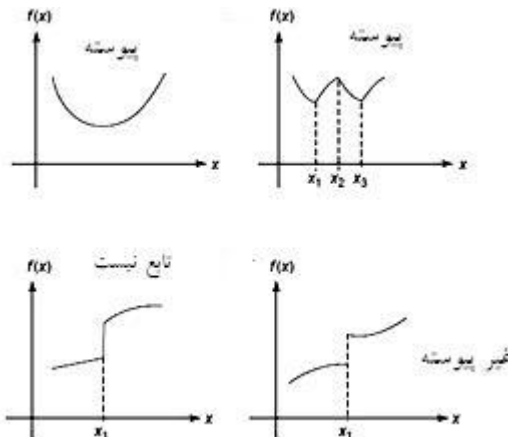 f(x)
پیوسته
x
f(x)
پیوسته
x
x1 x2 x3
f(x)
تابع نیست
x
x1
f(x)
غیر پیوسته
x
x1